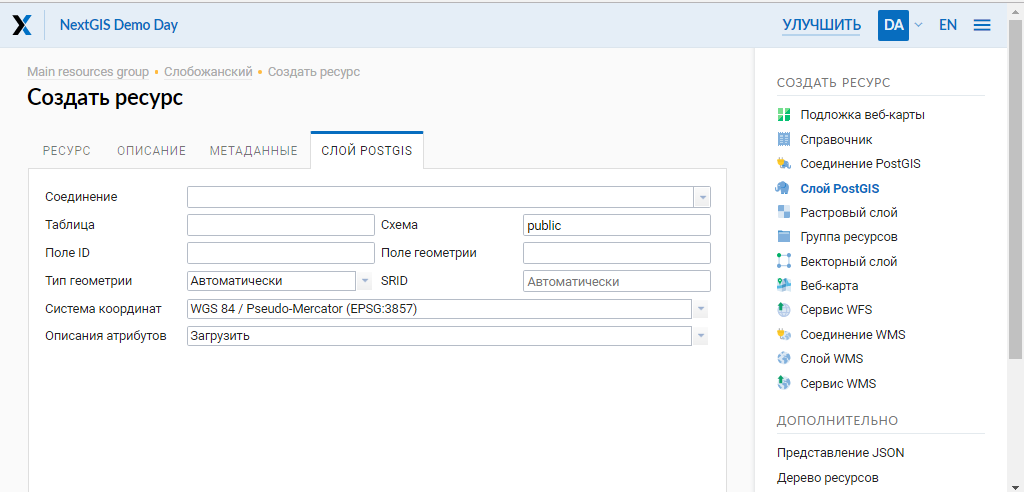 NextGIS Demo Day
УЛУЧШИТЬ
DA
EN
Main resources group • Слобожанский • Создать ресурс
Создать ресурс
РЕСУРС ОПИСАНИЕ МЕТАДАННЫЕ СЛОЙ POSTGIS
Соединение
Таблица Схема public
Поле ID Поле геометрии
Тип геометрии Автоматически SRID Автоматически
Система координат WGS 84 / Pseudo-Mercator (EPSG:3857)
Описания атрибутов Загрузить
СОЗДАТЬ РЕСУРС
Подложка веб-карты
Справочник
Соединение PostGIS
Слой PostGIS
Растровый слой
Группа ресурсов
Векторный слой
Веб-карта
Сервис WFS
Соединение WMS
Слой WMS
Сервис WMS
ДОПОЛНИТЕЛЬНО
Представление JSON
Дерево ресурсов